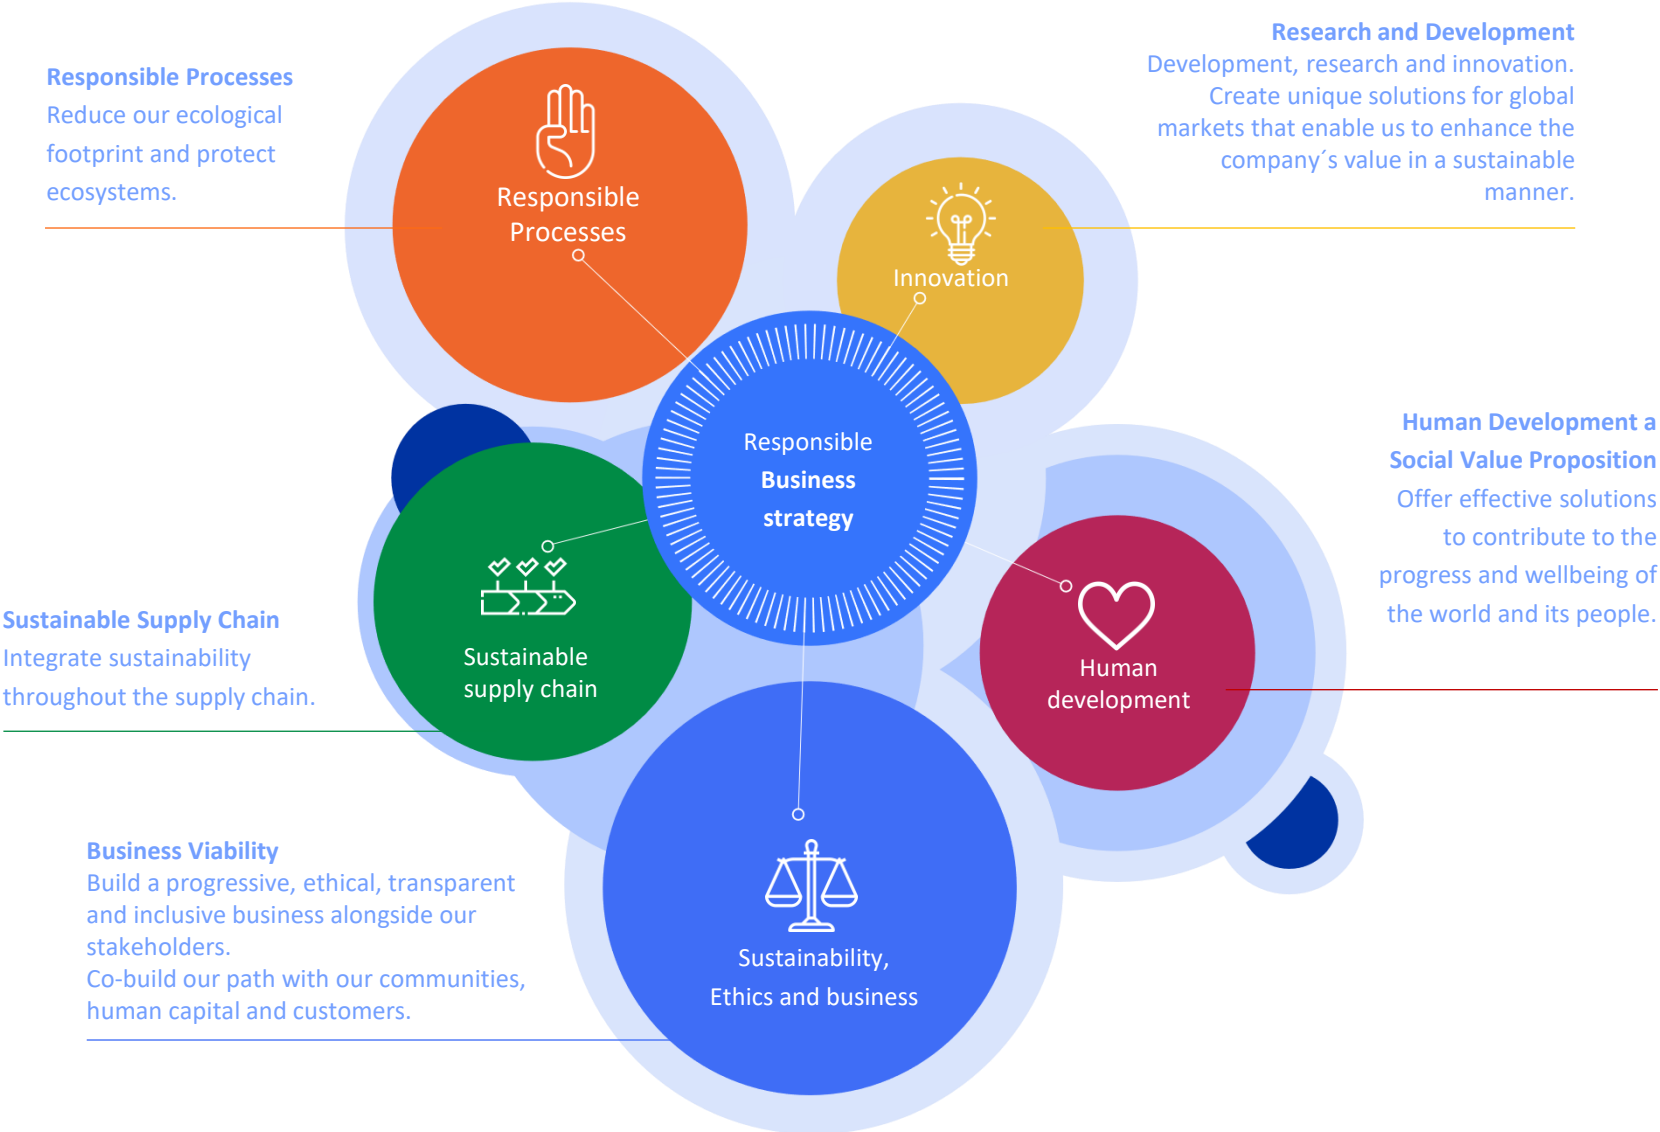 Responsible Processes
Reduce our ecological
footprint and protect
ecosystems.
Research and Development
Development, research and innovation.
Create unique solutions for global
markets that enable us to enhance the
company´s value in a sustainable
manner.
Responsible
Processes
Innovation
Responsible
Business
strategy
Human Development a
Social Value Proposition
Offer effective solutions
to contribute to the
progress and wellbeing of
the world and its people.
Sustainable Supply Chain
Integrate sustainability
throughout the supply chain.
Sustainable
supply chain
Human
development
Business Viability
Build a progressive, ethical, transparent
and inclusive business alongside our
stakeholders.
Co-build our path with our communities,
human capital and customers.
Sustainability,
Ethics and business